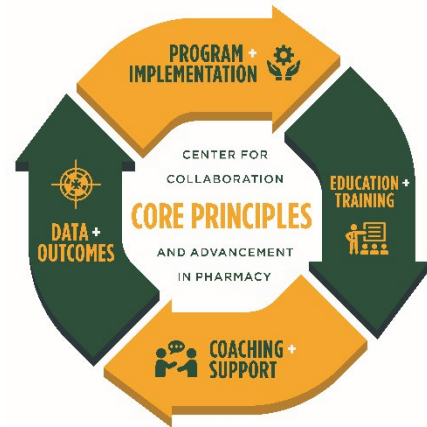 PROGRAM +
IMPLEMENTATION
CENTER FOR
COLLABORATION
CORE PRINCIPLES
AND ADVANCEMENT
IN PHARMACY
EDUCATION +
TRAINING
COACHING +
SUPPORT
DATA +
OUTCOMES